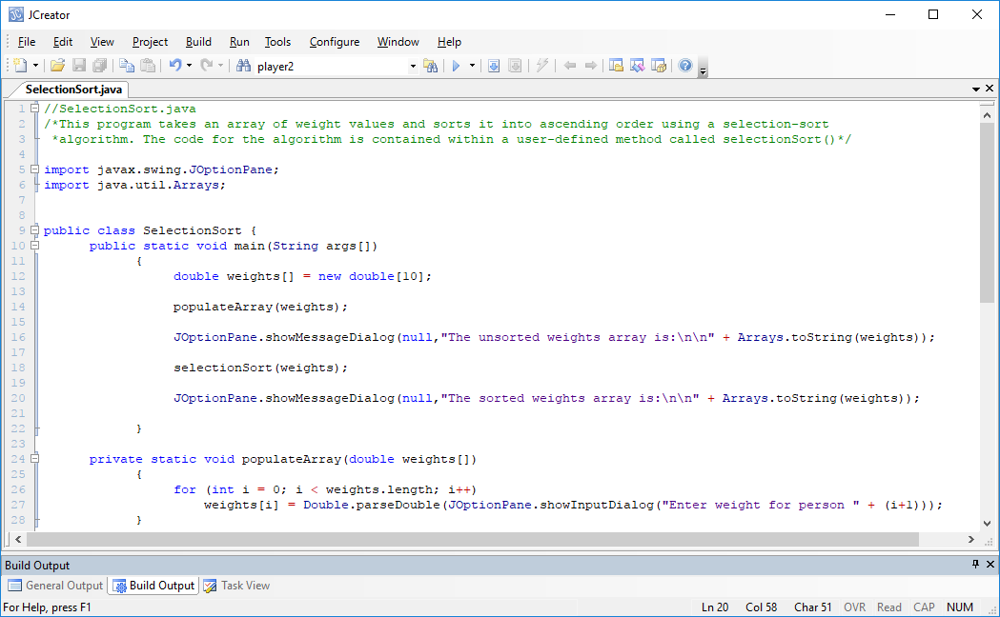 JCreator
File Edit View Project Build Run Tools Configure Window Help
player2
SelectionSort.java
1 //SelectionSort.java
2 /*This program takes an array of weight values and sorts it into ascending order using a selection-sort
3 *algorithm. The code for the algorithm is contained within a user-defined method called selectionSort()*/
4
5 import javax.swing.JOptionPane;
6 import java.util.Arrays;
7
8
9 public class SelectionSort {
10 public static void main(String args[])
11 {
12 double weights[] = new double[10];
13
14 populateArray(weights);
15
16 JOptionPane.showMessageDialog(null,"The unsorted weights array is:\n\n" + Arrays.toString(weights));
17
18 selectionSort(weights);
19
20 JOptionPane.showMessageDialog(null,"The sorted weights array is:\n\n" + Arrays.toString(weights));
21
22 }
23
24 private static void populateArray(double weights[])
25 {
26 for (int i = 0; i < weights.length; i++)
27 weights[i] = Double.parseDouble(JOptionPane.showInputDialog("Enter weight for person " + (i+1)));
28 }
Build Output
General Output Build Output Task View
For Help, press F1 Ln 20 Col 58 Char 51 OVR Read CAP NUM